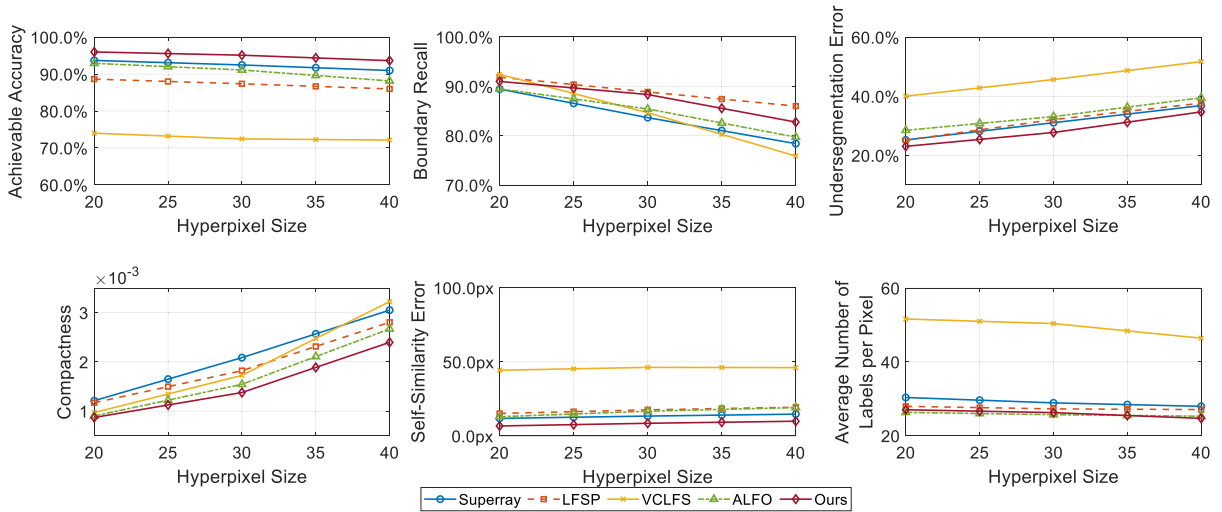 Achievable Accuracy
100.0%
90.0%
80.0%
70.0%
60.0%
20 25 30 35 40
Hyperpixel Size
Boundary Recall
100.0%
90.0%
80.0%
70.0%
20 25 30 35 40
Hyperpixel Size
Undersegmentation Error
60.0%
40.0%
20.0%
20 25 30 35 40
Hyperpixel Size
Compactness
×10⁻³
3
2
1
20 25 30 35 40
Hyperpixel Size
Self-Similarity Error
100.0px
50.0px
0.0px
20 25 30 35 40
Hyperpixel Size
Average Number of
Labels per Pixel
60
40
20
20 25 30 35 40
Hyperpixel Size
Superray LFSP VCLFS ALFO Ours